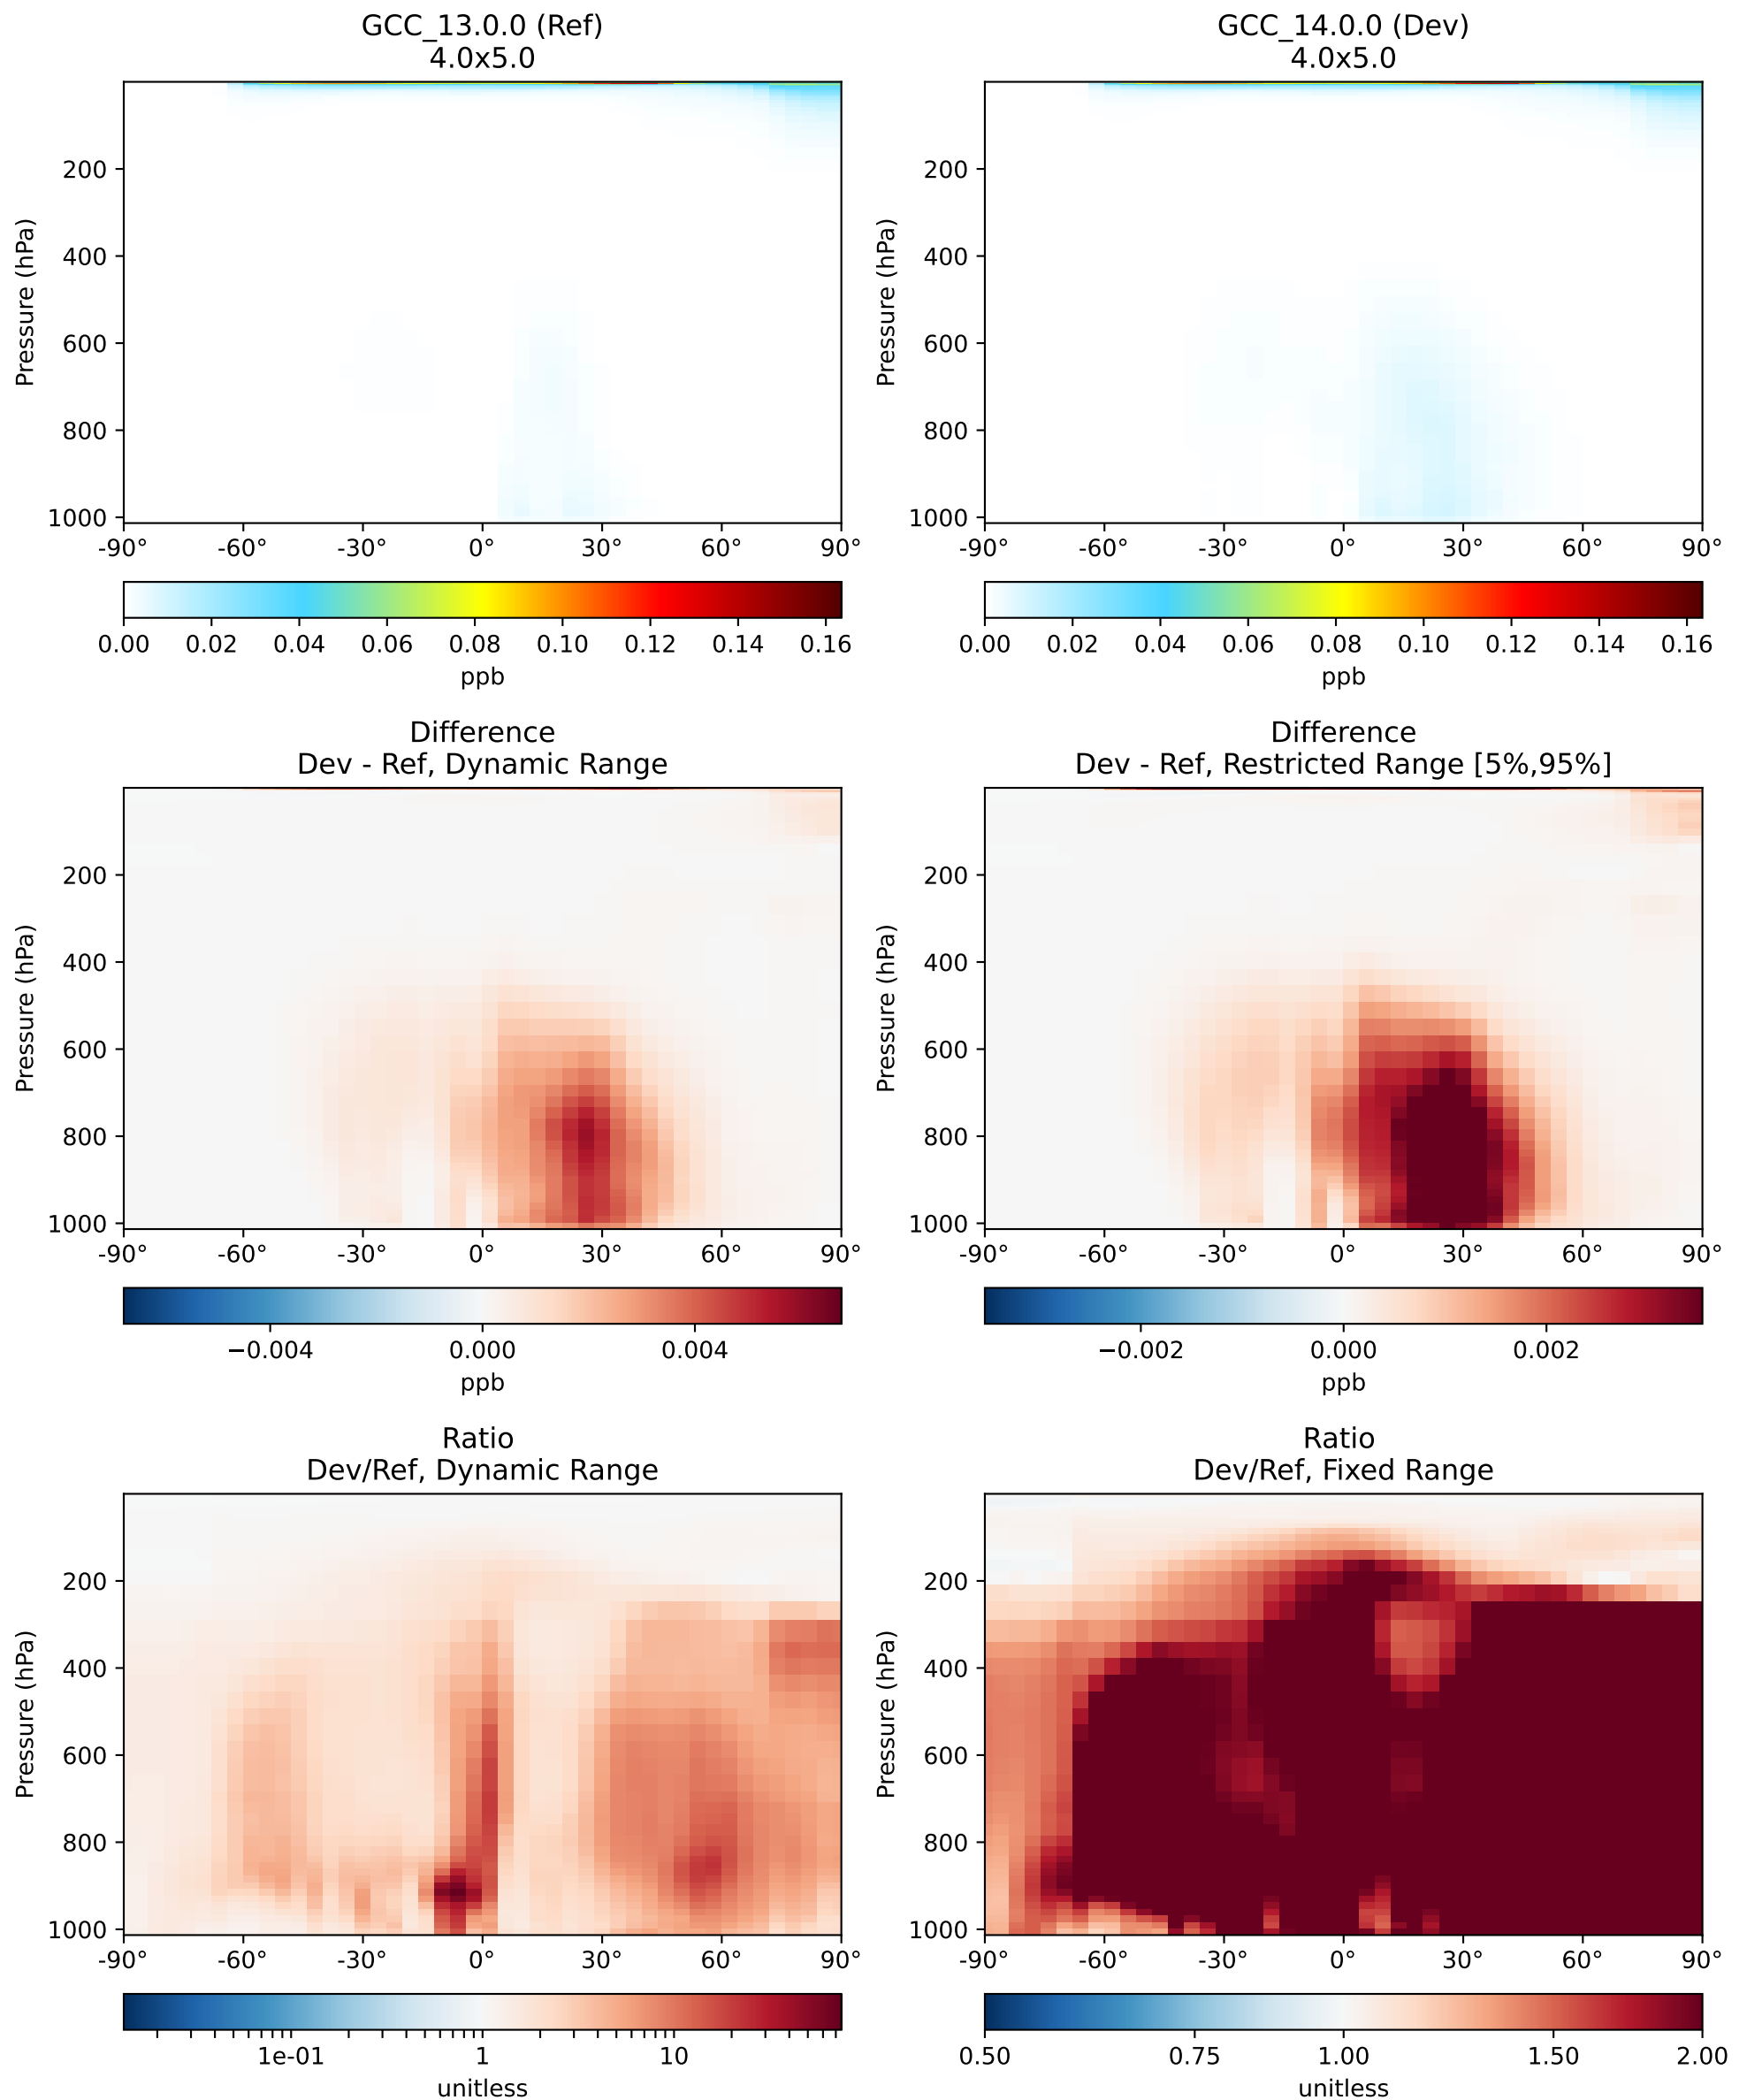 GCC_13.0.0 (Ref)
4.0x5.0
GCC_14.0.0 (Dev)
4.0x5.0
Pressure (hPa)
200
400
600
800
1000
-90° -60° -30° 0° 30° 60° 90°
0.00 0.02 0.04 0.06 0.08 0.10 0.12 0.14 0.16
ppb
Pressure (hPa)
200
400
600
800
1000
-90° -60° -30° 0° 30° 60° 90°
0.00 0.02 0.04 0.06 0.08 0.10 0.12 0.14 0.16
ppb
Difference
Dev - Ref, Dynamic Range
Pressure (hPa)
200
400
600
800
1000
-90° -60° -30° 0° 30° 60° 90°
−0.004 0.000 0.004
ppb
Difference
Dev - Ref, Restricted Range [5%,95%]
Pressure (hPa)
200
400
600
800
1000
-90° -60° -30° 0° 30° 60° 90°
−0.002 0.000 0.002
ppb
Ratio
Dev/Ref, Dynamic Range
Pressure (hPa)
200
400
600
800
1000
-90° -60° -30° 0° 30° 60° 90°
1e-01 1 10
unitless
Ratio
Dev/Ref, Fixed Range
Pressure (hPa)
200
400
600
800
1000
-90° -60° -30° 0° 30° 60° 90°
0.50 0.75 1.00 1.50 2.00
unitless